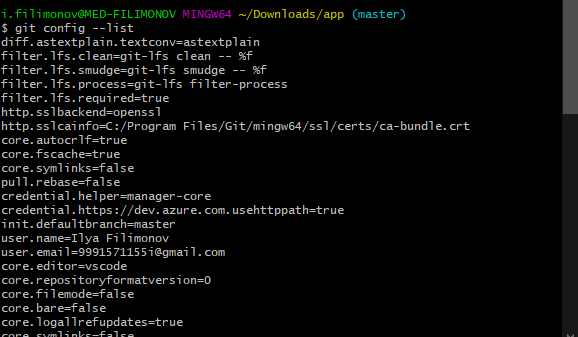 i.filimonov@MED-FILIMONOV MINGW64 ~/Downloads/app (master)
$ git config --list
diff.astextplain.textconv=astextplain
filter.lfs.clean=git-lfs clean -- %f
filter.lfs.smudge=git-lfs smudge -- %f
filter.lfs.process=git-lfs filter-process
filter.lfs.required=true
http.sslbackend=openssl
http.sslcainfo=C:/Program Files/Git/mingw64/ssl/certs/ca-bundle.crt
core.autocrlf=true
core.fscache=true
core.symlinks=false
pull.rebase=false
credential.helper=manager-core
credential.https://dev.azure.com.usehttppath=true
init.defaultbranch=master
user.name=Ilya Filimonov
user.email=9991571155i@gmail.com
core.editor=vscode
core.repositoryformatversion=0
core.filemode=false
core.bare=false
core.logallrefupdates=true
core.symlinks=false